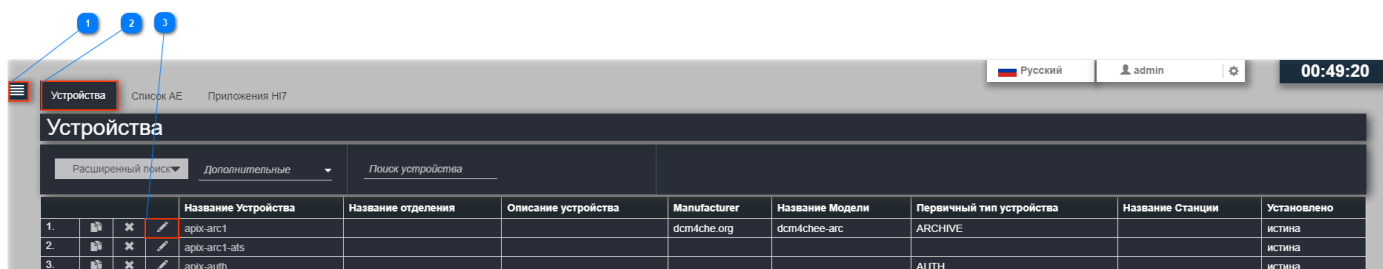 1 2 3
Русский admin 00:49:20
Устройства Список AE Приложения Hl7
Устройства
Расширенный поиск Дополнительные Поиск устройства
Название Устройства Название отделения Описание устройства Manufacturer Название Модели Первичный тип устройства Название Станции Установлено
1. apix-arc1 dcm4che.org dcm4chee-arc ARCHIVE истина
2. apix-arc1-ats истина
3. apix-auth AUTH истина